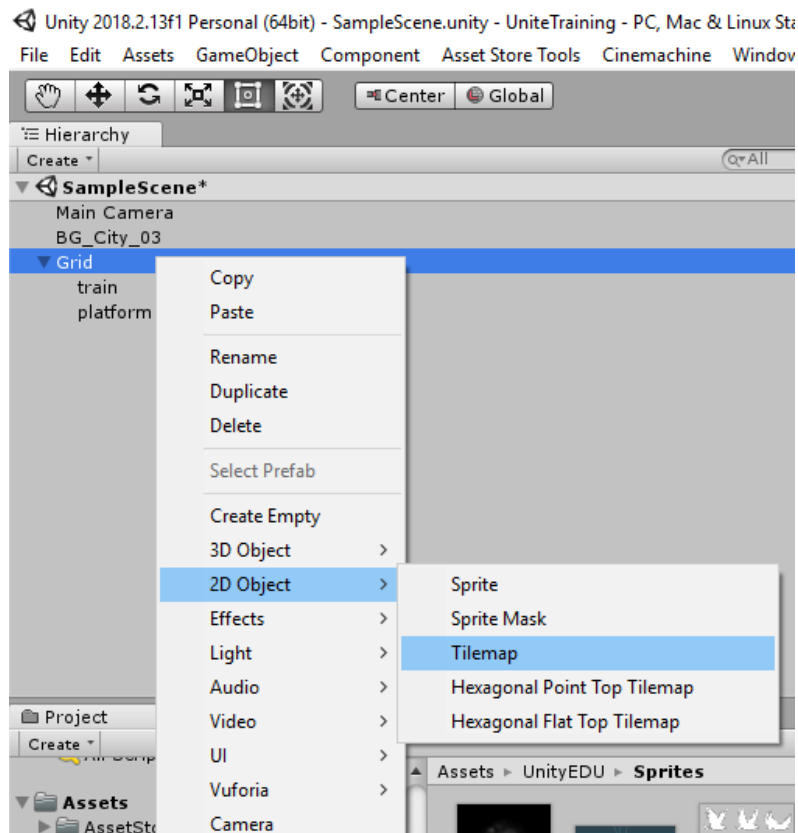 Unity 2018.2.13f1 Personal (64bit) - SampleScene.unity - UniteTraining - PC, Mac & Linux
File Edit Assets GameObject Component Asset Store Tools Cinemachine Window
Center Global
Hierarchy
Create All
SampleScene*
Main Camera
BG_City_03
Grid
train
platform
Copy
Paste
Rename
Duplicate
Delete
Select Prefab
Create Empty
3D Object
2D Object
Effects
Light
Audio
Video
UI
Vuforia
Camera
Sprite
Sprite Mask
Tilemap
Hexagonal Point Top Tilemap
Hexagonal Flat Top Tilemap
Project
Create
Assets
Assets UnityEDU Sprites